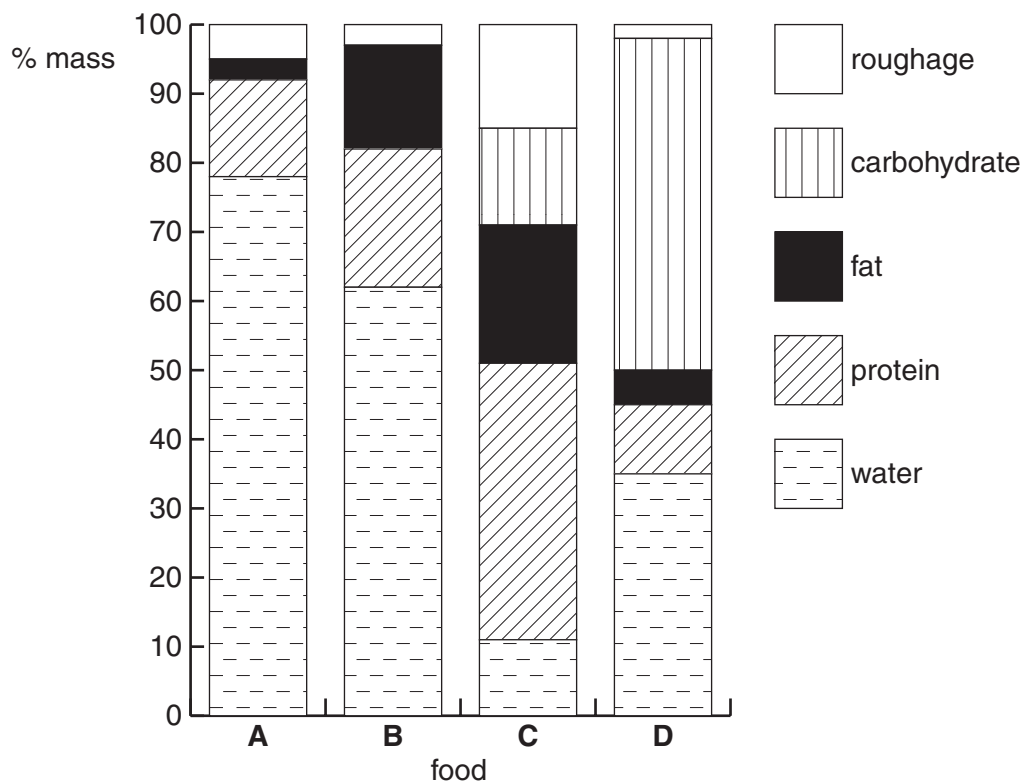 % mass
100
90
80
70
60
50
40
30
20
10
0
A B C D
food
roughage
carbohydrate
fat
protein
water